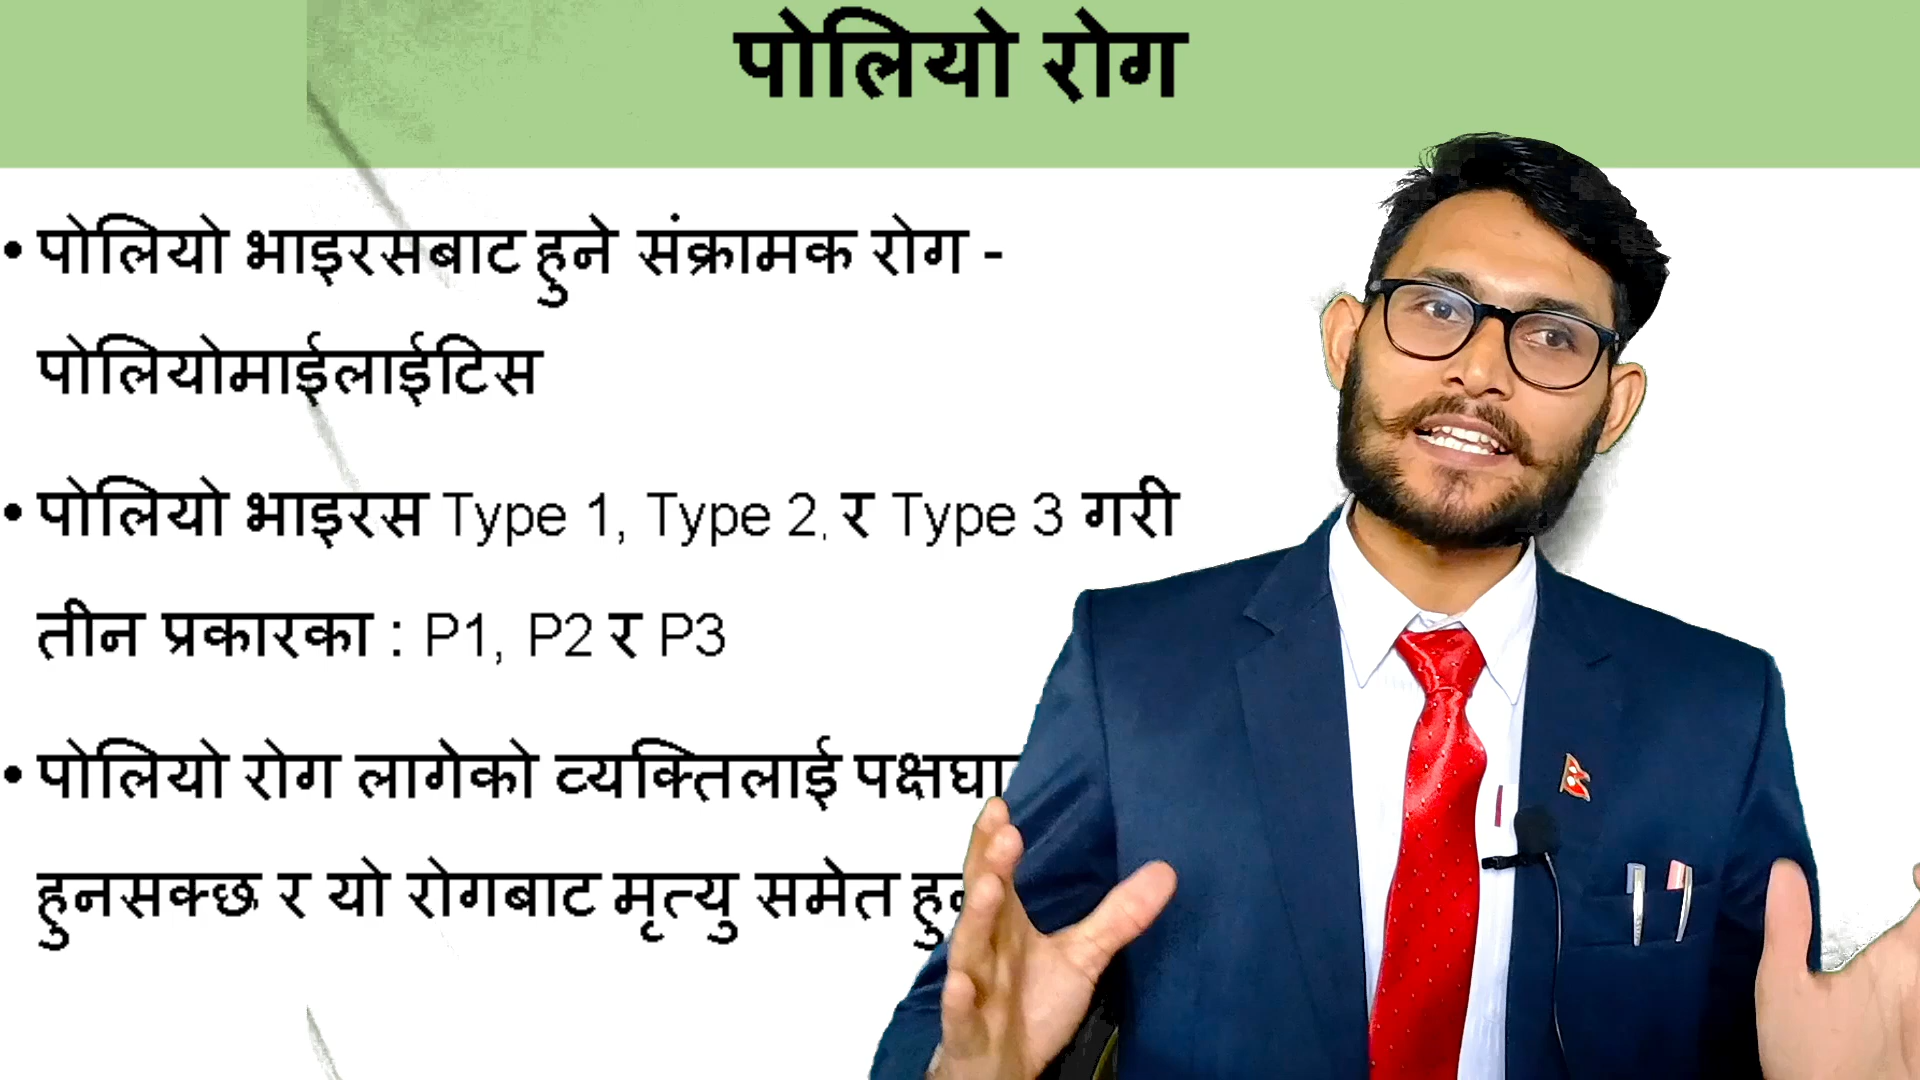 पोलियो रोग
• पोलियो भाइरसबाट हुने संक्रामक रोग -
पोलियोमाईलाईटिस
• पोलियो भाइरस Type 1, Type 2, र Type 3 गरी
तीन प्रकारका : P1, P2 र P3
• पोलियो रोग लागेको व्यक्तिलाई
हुनसक्छ र यो रोगबाट मृत्यु समेत